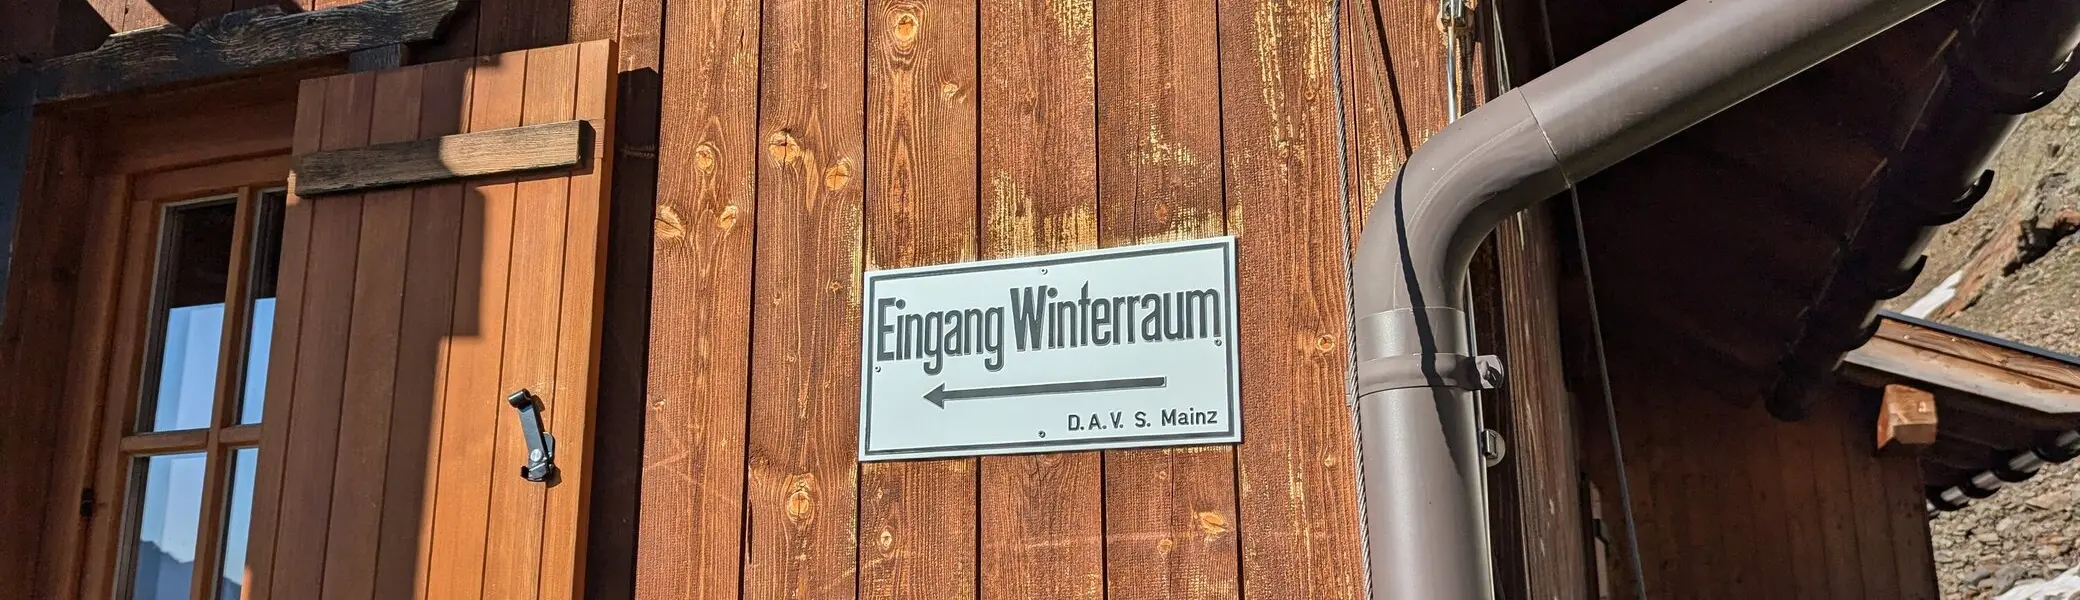 Eingang Winterraum
D.A.V. S. Mainz